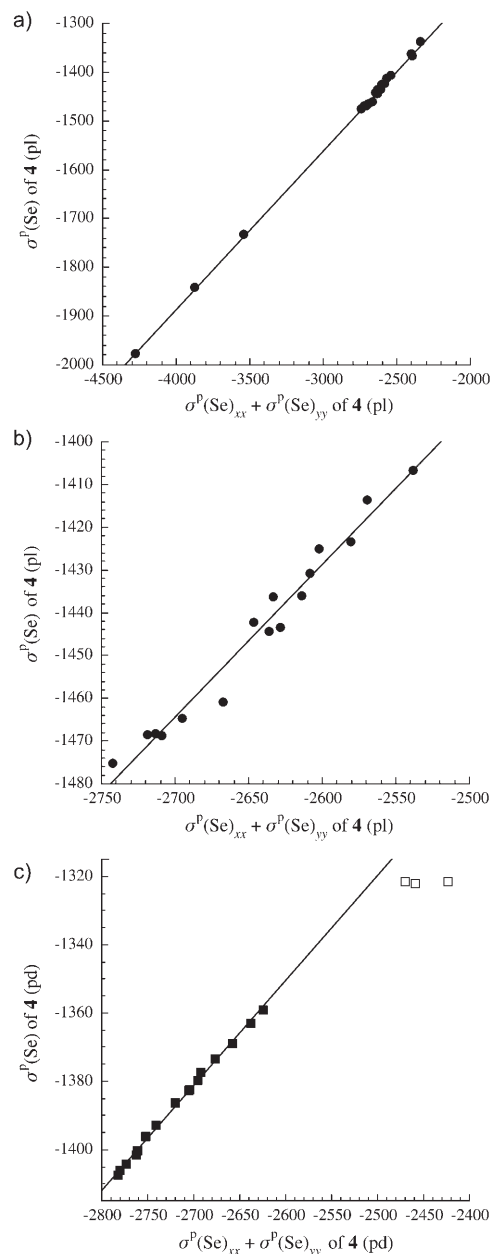 a)
-1300
-1400
-1500
-1600
-1700
-1800
-1900
-2000
σᵖ(Se) of 4 (pl)
-4500 -4000 -3500 -3000 -2500 -2000
σᵖ(Se)xx + σᵖ(Se)yy of 4 (pl)
b)
-1400
-1410
-1420
-1430
-1440
-1450
-1460
-1470
-1480
σᵖ(Se) of 4 (pl)
-2750 -2700 -2650 -2600 -2550 -2500
σᵖ(Se)xx + σᵖ(Se)yy of 4 (pl)
c)
-1320
-1340
-1360
-1380
-1400
σᵖ(Se) of 4 (pd)
-2800 -2750 -2700 -2650 -2600 -2550 -2500 -2450 -2400
σᵖ(Se)xx + σᵖ(Se)yy of 4 (pd)